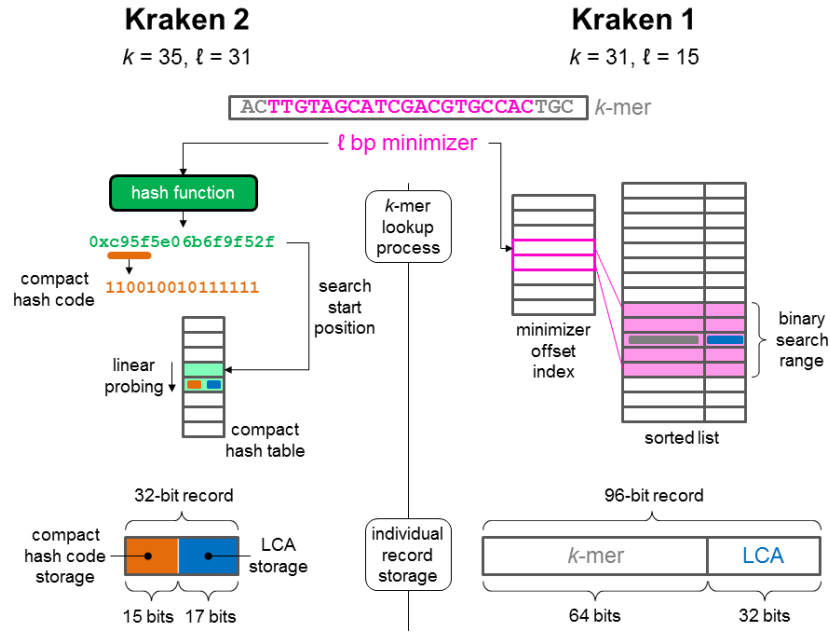 Kraken 2
k = 35, ℓ = 31
Kraken 1
k = 31, ℓ = 15
ACTTGTAGCATCGACGTGCCACTGC k-mer
ℓ bp minimizer
hash function
0xc95f5e06b6f9f52f
compact
hash code
110010010111111
search
start
position
linear
probing
compact
hash table
k-mer
lookup
process
minimizer
offset
index
binary
search
range
sorted list
32-bit record
compact
hash code
storage
LCA
storage
15 bits
17 bits
individual
record
storage
96-bit record
k-mer
LCA
64 bits
32 bits